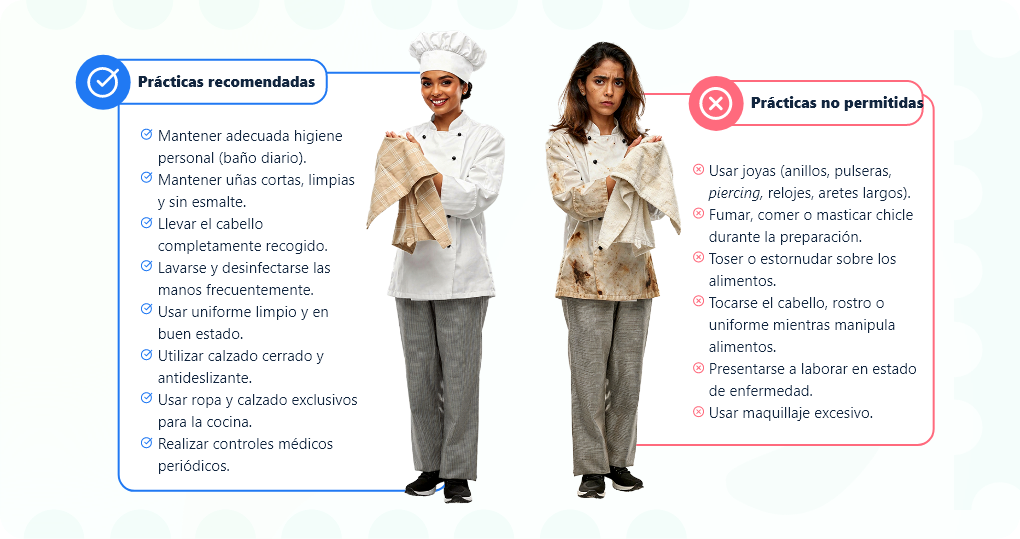 Prácticas recomendadas
Mantener adecuada higiene
personal (baño diario).
Mantener uñas cortas, limpias
y sin esmalte.
Llevar el cabello
completamente recogido.
Lavarse y desinfectarse las
manos frecuentemente.
Usar uniforme limpio y en
buen estado.
Utilizar calzado cerrado y
antideslizante.
Usar ropa y calzado exclusivos
para la cocina.
Realizar controles médicos
periódicos.
Prácticas no permitidas
Usar joyas (anillos, pulseras,
piercing, relojes, aretes largos).
Fumar, comer o masticar chicle
durante la preparación.
Toser o estornudar sobre los
alimentos.
Tocarse el cabello, rostro o
uniforme mientras manipula
alimentos.
Presentarse a laborar en estado
de enfermedad.
Usar maquillaje excesivo.